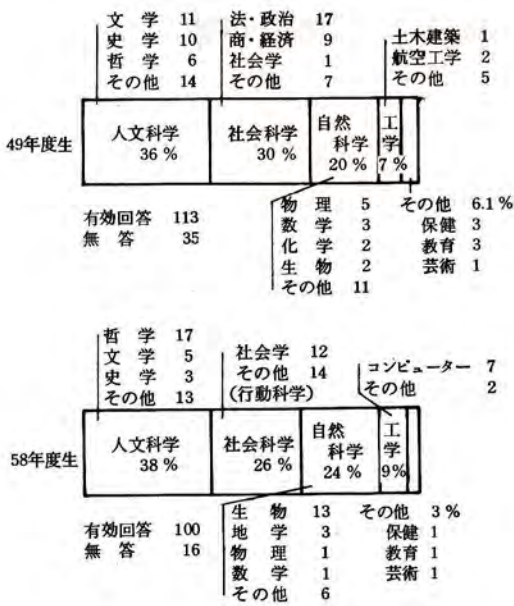 文学 11
史学 10
哲学 6
その他 14
法・政治 17
商・経済 9
社会学 1
その他 7
土木建築 1
航空工学 2
その他 5
49年度生
人文科学
36 %
社会科学
30 %
自然
科学
20 %
工
学
7 %
有効回答 113
無答 35
物理 5
数学 3
化学 2
生物 2
その他 11
その他 6.1 %
保健 3
教育 3
芸術 1
哲学 17
文学 5
史学 3
その他 13
社会学 12
その他 14
(行動科学)
コンピューター 7
その他 2
58年度生
人文科学
38 %
社会科学
26 %
自然
科学
24 %
工
学
9%
有効回答 100
無答 16
生物 13
地学 3
物理 1
数学 1
その他 6
その他 3 %
保健 1
教育 1
芸術 1